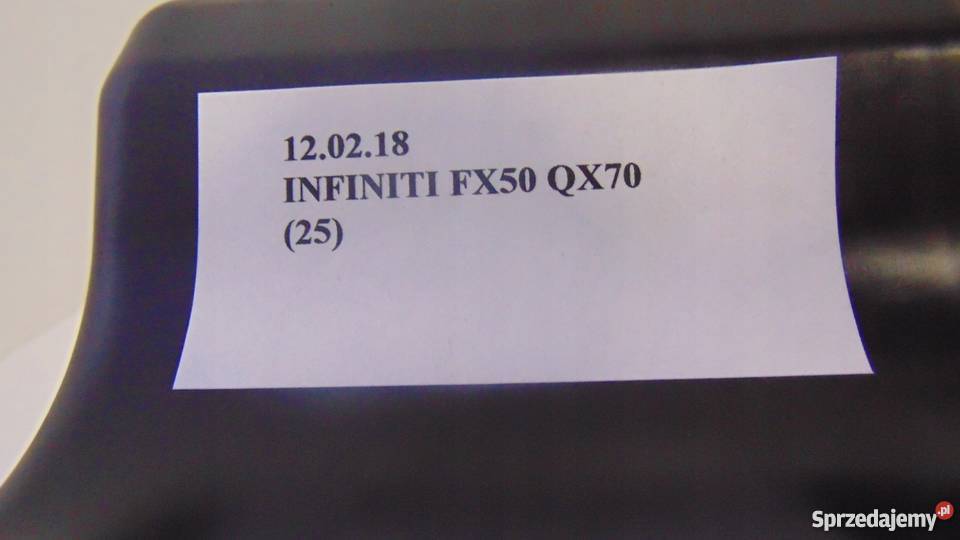 12.02.18
INFINITI FX50 QX70
(25)
Sprzedajemy.pl